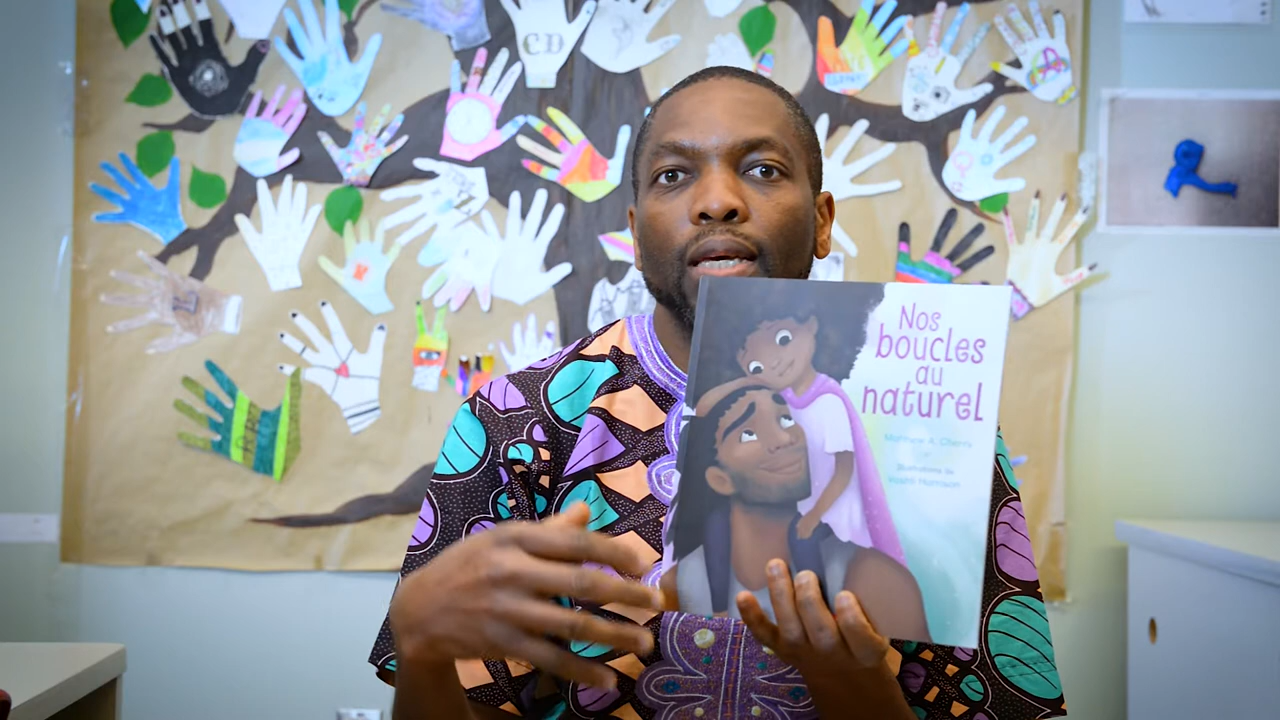 CD
Nos
boucles
au
naturel
Matthew A. Cherry
Illustrations de
Vashti Harrison